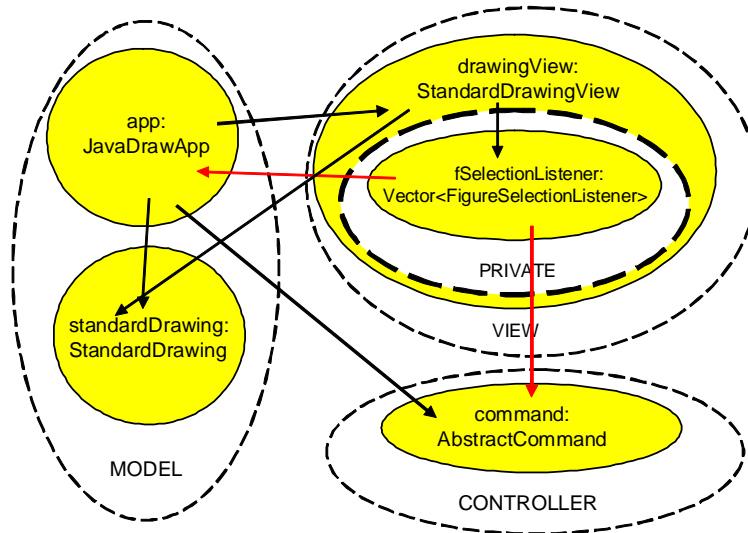 app:
JavaDrawApp
standardDrawing:
StandardDrawing
MODEL
drawingView:
StandardDrawingView
fSelectionListener:
Vector<FigureSelectionListener>
PRIVATE
VIEW
command:
AbstractCommand
CONTROLLER